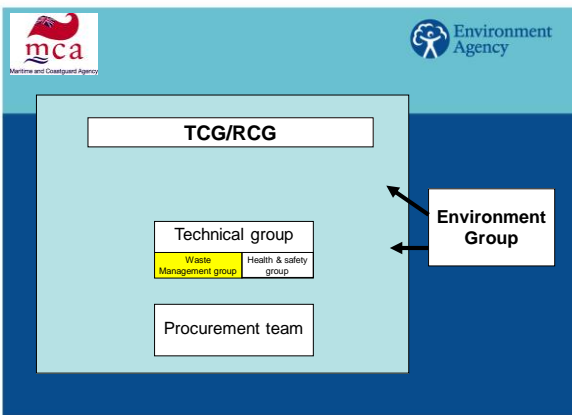 mca
Maritime and Coastguard Agency
Environment
Agency
TCG/RCG
Environment
Group
Technical group
Waste
Management group
Health & safety
group
Procurement team